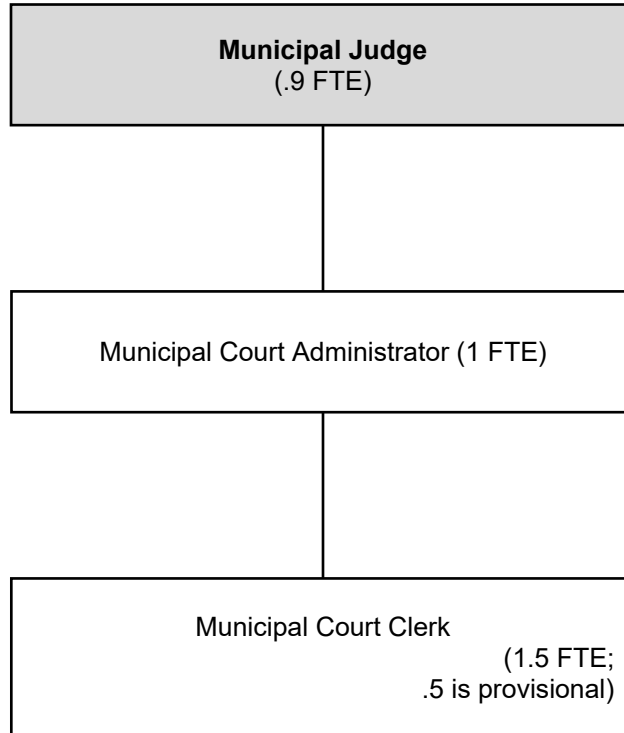 Municipal Judge
(.9 FTE)
Municipal Court Administrator (1 FTE)
Municipal Court Clerk
(1.5 FTE;
.5 is provisional)